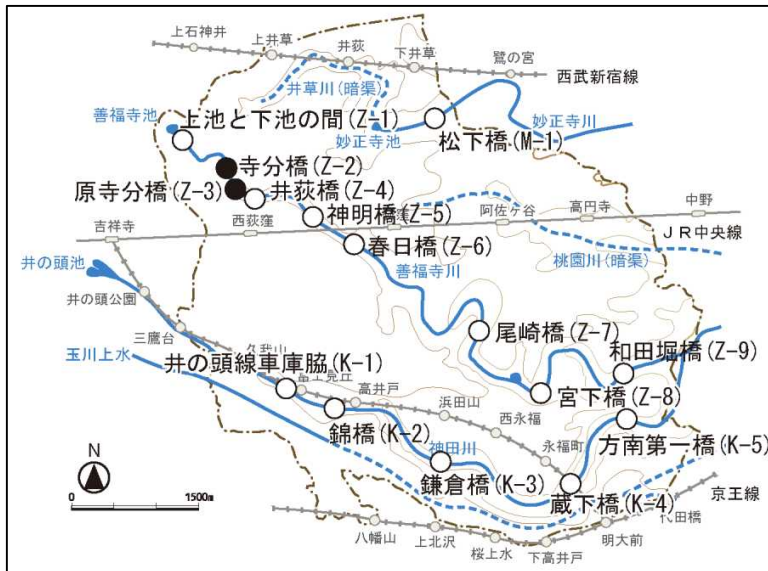 上石神井
上井草
井荻
下井草
鷺の宮
西武新宿線
井草川(暗渠)
善福寺池
上池と下池の間(Z-1)
妙正寺池
松下橋(M-1)
妙正寺川
寺分橋(Z-2)
原寺分橋(Z-3)
井荻橋(Z-4)
神明橋(Z-5)
吉祥寺
西荻窪
窪
阿佐ヶ谷
高円寺
中野
JR中央線
春日橋(Z-6)
善福寺川
桃園川(暗渠)
井の頭池
井の頭公園
三鷹台
久我山
尾崎橋(Z-7)
和田堀橋(Z-9)
玉川上水
井の頭線車庫脇(K-1)
富士見丘
高井戸
浜田山
西永福
宮下橋(Z-8)
錦橋(K-2)
神田川
永福町
方南第一橋(K-5)
鎌倉橋(K-3)
蔵下橋(K-4)
京王線
代田橋
N
0
1500m
八幡山
上北沢
桜上水
下高井戸
明大前